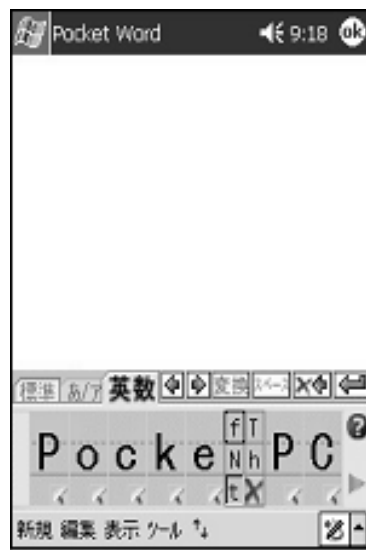 Pocket Word 9:18 ok
標準 あ/ア 英数 変換 スペース
f T
P o c k e N h P C
t X
新規 編集 表示 ツール